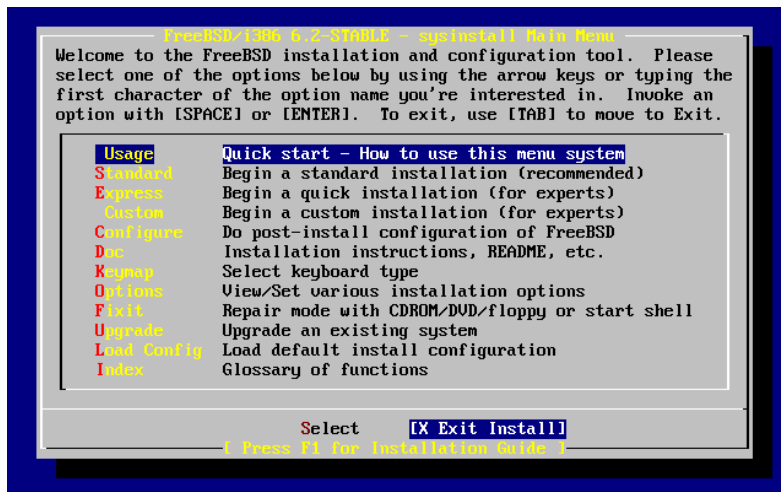 FreeBSD/i386 6.2-STABLE - sysinstall Main Menu
Welcome to the FreeBSD installation and configuration tool.  Please
select one of the options below by using the arrow keys or typing the
first character of the option name you're interested in.  Invoke an
option with [SPACE] or [ENTER].  To exit, use [TAB] to move to Exit.
Usage Quick start - How to use this menu system
Standard Begin a standard installation (recommended)
Express Begin a quick installation (for experts)
Custom Begin a custom installation (for experts)
Configure Do post-install configuration of FreeBSD
Doc Installation instructions, README, etc.
Keymap Select keyboard type
Options View/Set various installation options
Fixit Repair mode with CDROM/DVD/floppy or start shell
Upgrade Upgrade an existing system
Load Config Load default install configuration
Index Glossary of functions
Select [X Exit Install]
[ Press F1 for Installation Guide ]